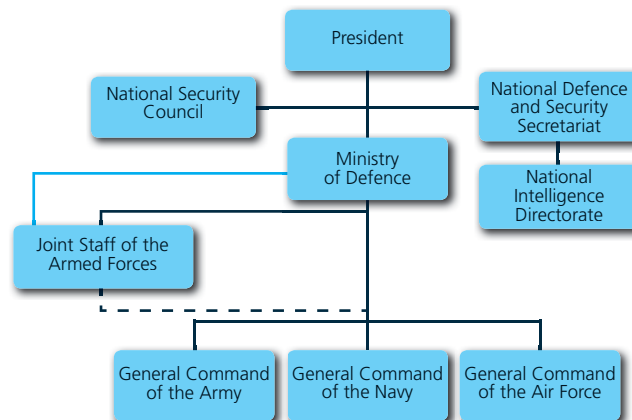 President
National Security
Council
National Defence
and Security
Secretariat
Ministry
of Defence
National
Intelligence
Directorate
Joint Staff of the
Armed Forces
General Command
of the Army
General Command
of the Navy
General Command
of the Air Force